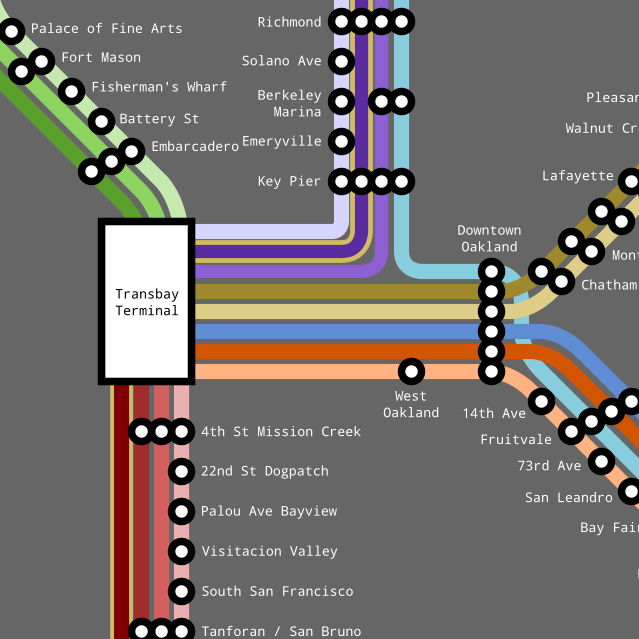 Palace of Fine Arts
Fort Mason
Fisherman's Wharf
Battery St
Embarcadero
Richmond
Solano Ave
Berkeley
Marina
Emeryville
Key Pier
Pleasan
Walnut Cr
Lafayette
Downtown
Oakland
Mont
Chatham
Transbay
Terminal
West
Oakland
14th Ave
Fruitvale
73rd Ave
San Leandro
Bay Fair
4th St Mission Creek
22nd St Dogpatch
Palou Ave Bayview
Visitacion Valley
South San Francisco
Tanforan / San Bruno